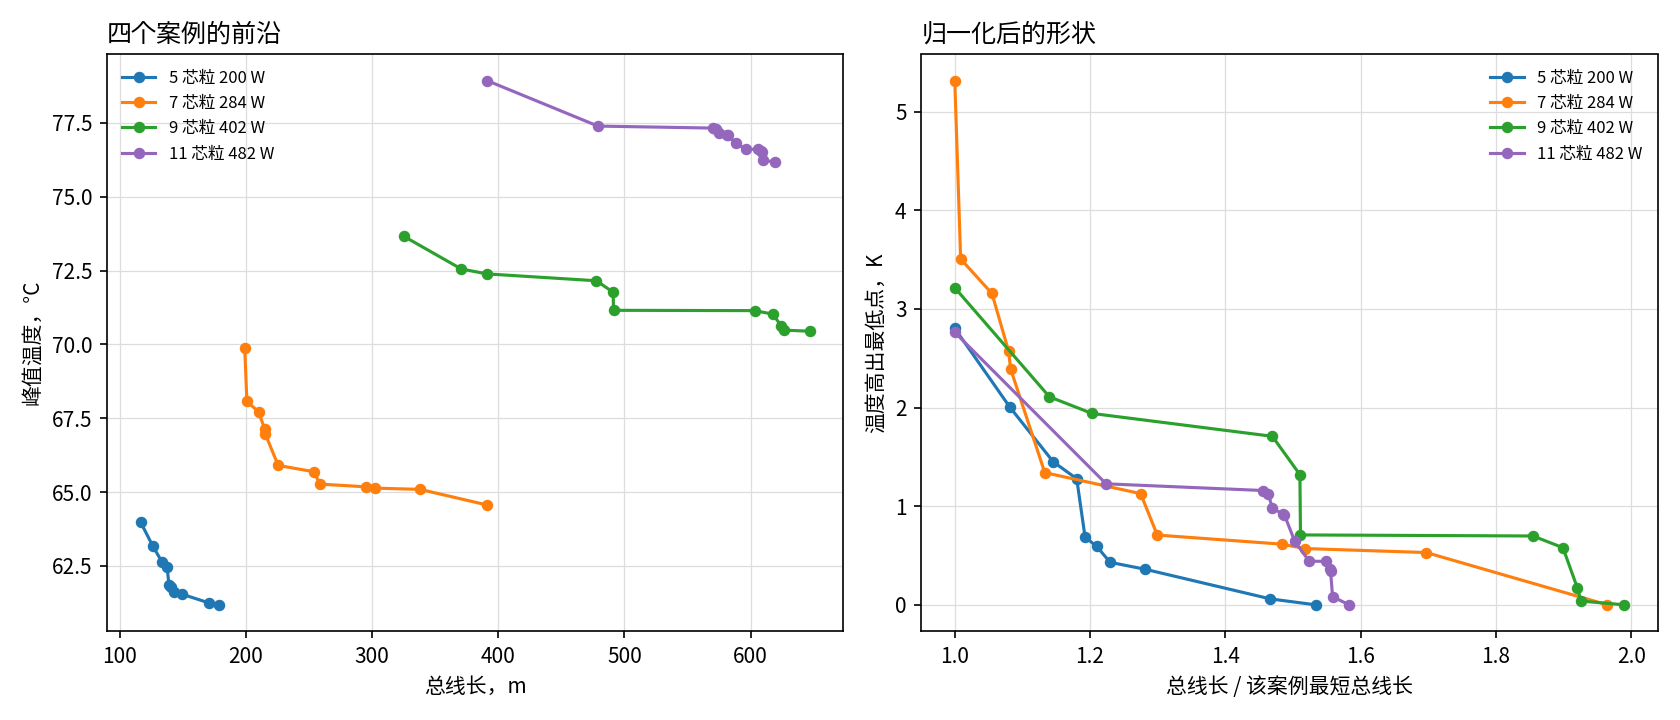 四个案例的前沿
5 芯粒 200 W
7 芯粒 284 W
9 芯粒 402 W
11 芯粒 482 W
77.5
75.0
72.5
70.0
67.5
65.0
62.5
峰值温度，°C
100
200
300
400
500
600
总线长，m
归一化后的形状
5 芯粒 200 W
7 芯粒 284 W
9 芯粒 402 W
11 芯粒 482 W
5
4
3
2
1
0
温度高出最低点，K
1.0
1.2
1.4
1.6
1.8
2.0
总线长 / 该案例最短总线长